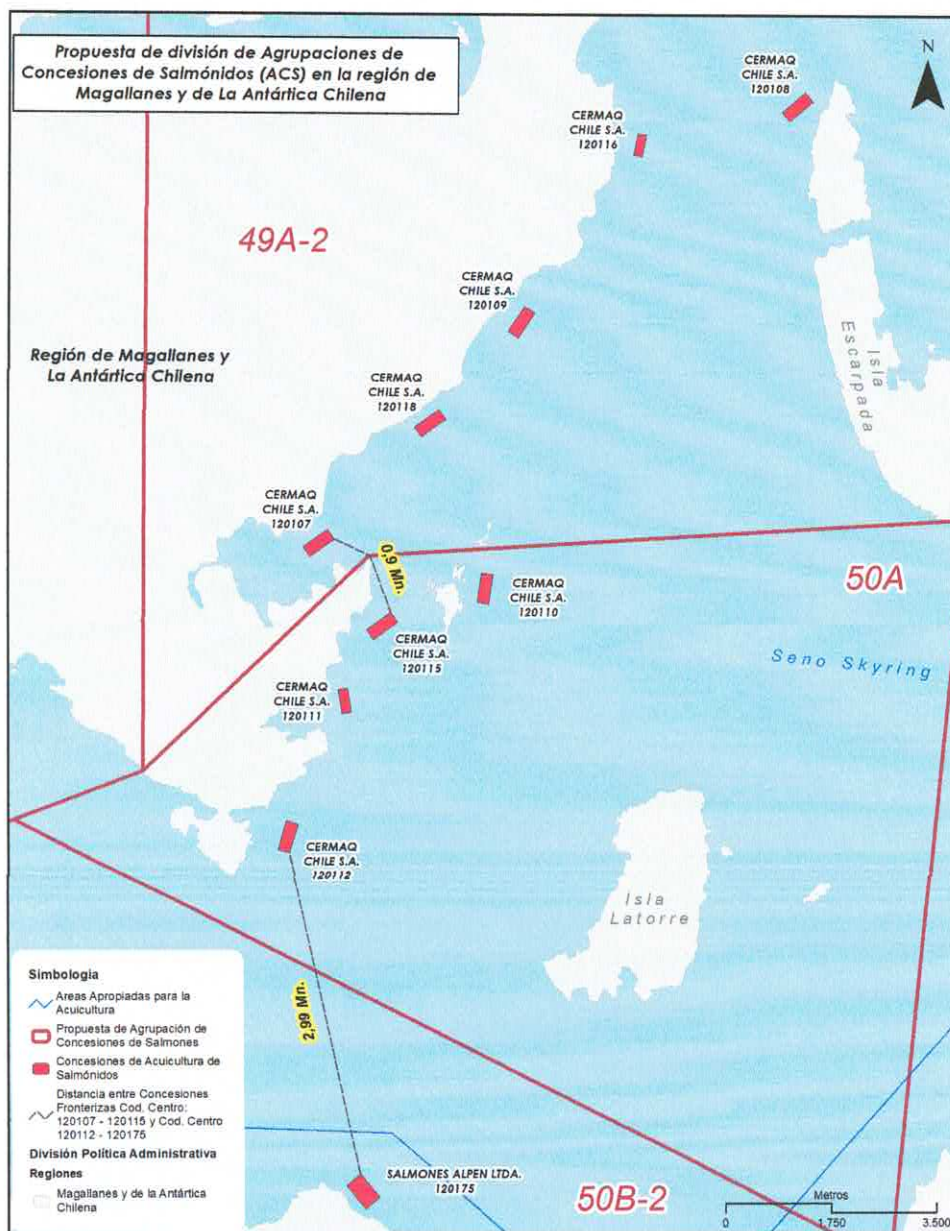 Propuesta de división de Agrupaciones de
Concesiones de Salmónidos (ACS) en la región de
Magallanes y de La Antártica Chilena
N
CERMAQ
CHILE S.A.
120108
CERMAQ
CHILE S.A.
120116
49A-2
CERMAQ
CHILE S.A.
120109
Región de Magallanes y
La Antártica Chilena
Isla
Escarpada
CERMAQ
CHILE S.A.
120118
CERMAQ
CHILE S.A.
120107
0,9 Mn.
50A
CERMAQ
CHILE S.A.
120110
CERMAQ
CHILE S.A.
120115
Seno Skyring
CERMAQ
CHILE S.A.
120111
CERMAQ
CHILE S.A.
120112
Isla
Latorre
2,99 Mn.
Simbologia
Areas Apropiadas para la
Acuicultura
Propuesta de Agrupación de
Concesiones de Salmones
Concesiones de Acuicultura de
Salmónidos
Distancia entre Concesiones
Fronterizas Cod. Centro:
120107 - 120115 y Cod. Centro
120112 - 120175
División Política Administrativa
Regiones
Magallanes y de la Antártica
Chilena
SALMONES ALPEN LTDA.
120175
50B-2
Metros
0 1.750 3.500